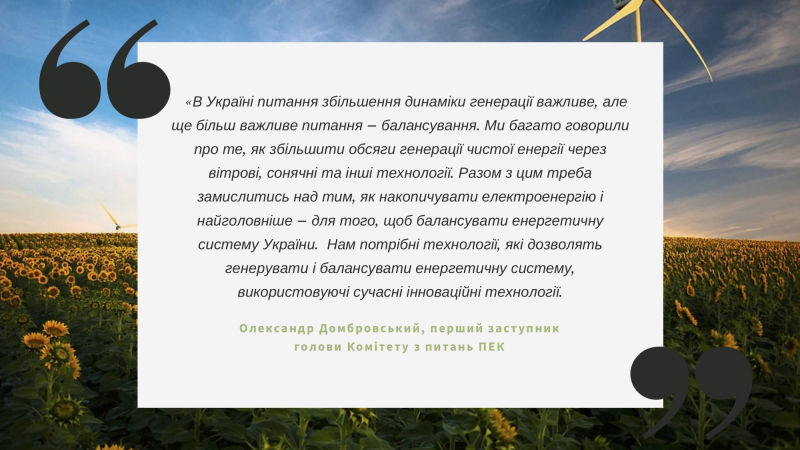 «В Україні питання збільшення динаміки генерації важливе, але
ще більш важливе питання – балансування. Ми багато говорили
про те, як збільшити обсяги генерації чистої енергії через
вітрові, сонячні та інші технології. Разом з цим треба
замислитись над тим, як накопичувати електроенергію і
найголовніше – для того, щоб балансувати енергетичну
систему України. Нам потрібні технології, які дозволять
генерувати і балансувати енергетичну систему,
використовуючі сучасні інноваційні технології.
Олександр Домбровський, перший заступник
голови Комітету з питань ПЕК